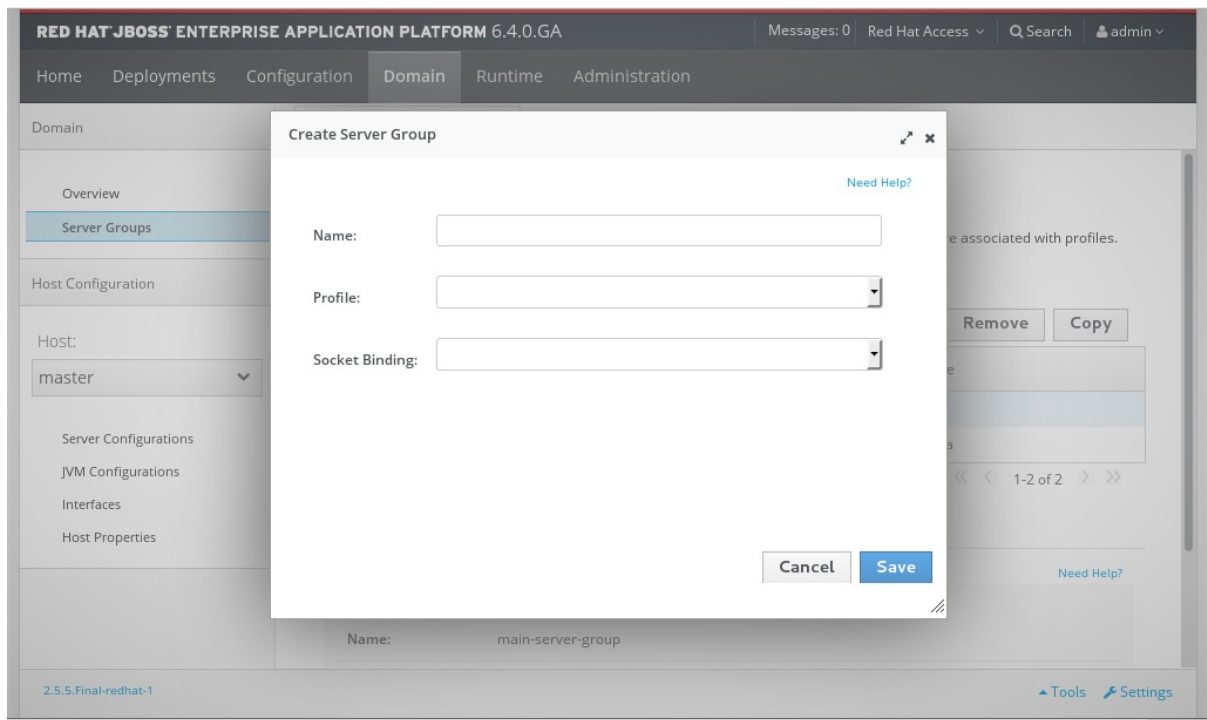 RED HAT JBOSS ENTERPRISE APPLICATION PLATFORM 6.4.0.GA Messages: 0 Red Hat Access Search admin
Home Deployments Configuration Domain Runtime Administration
Domain
Create Server Group
Need Help?
Overview
Server Groups
Name:
e associated with profiles.
Host Configuration
Profile:
Remove Copy
Host:
Socket Binding:
master
e
Server Configurations
a
JVM Configurations
1-2 of 2
Interfaces
Host Properties
Cancel Save
Need Help?
Name: main-server-group
2.5.5.Final-redhat-1 Tools Settings